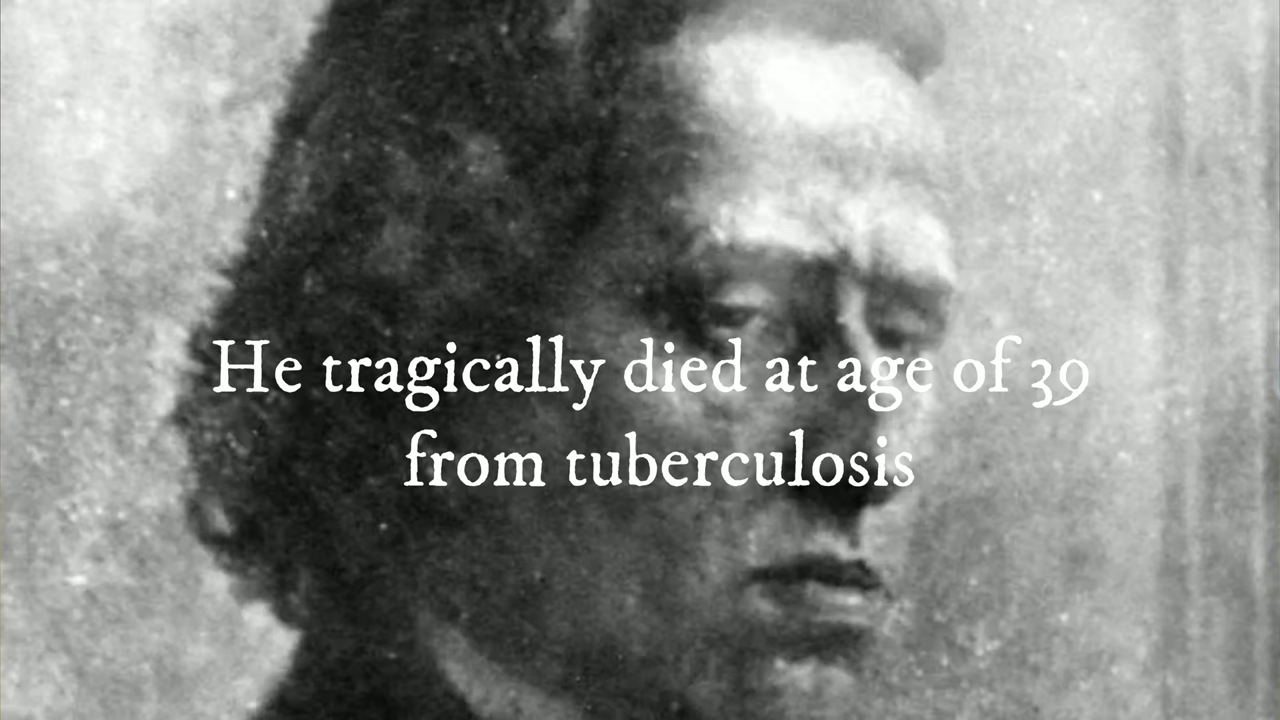 He tragically died at age of 39
from tuberculosis